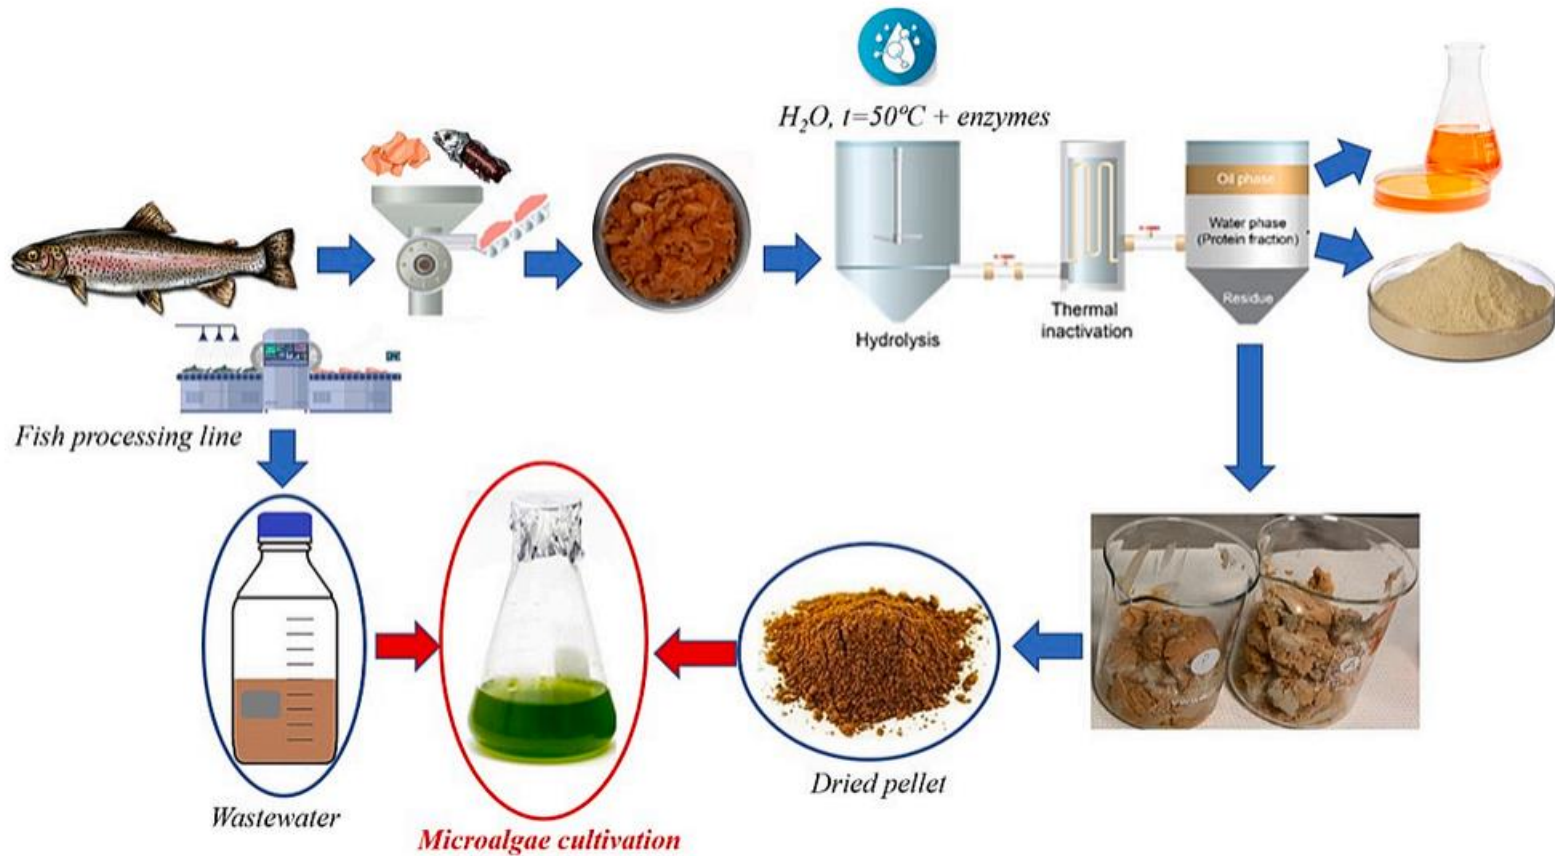 H₂O, t=50ºC + enzymes
Oil phase
Water phase
(Protein fraction)
Residue
Hydrolysis
Thermal
inactivation
Fish processing line
Wastewater
Microalgae cultivation
Dried pellet